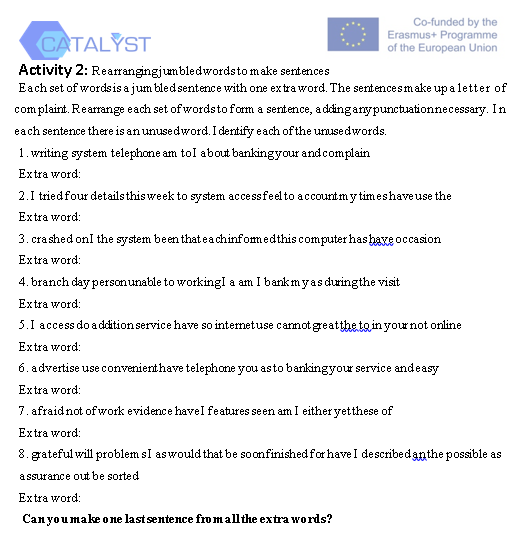 CATALYST
Co-funded by the
Erasmus+ Programme
of the European Union
Activity 2: Rearranging jumbled words to make sentences
Each set of words is a jumbled sentence with one extra word. The sentences make up a letter of
complaint. Rearrange each set of words to form a sentence, adding any punctuation necessary. In
each sentence there is an unused word. Identify each of the unused words.
1. writing system telephone am to I about banking your and complain
Extra word:
2. I tried four details this week to system access feel to account my times have use the
Extra word:
3. crashed on I the system been that each informed this computer has have occasion
Extra word:
4. branch day person unable to working I a am I bank my as during the visit
Extra word:
5. I access do addition service have so internet use cannot great the to in your not online
Extra word:
6. advertise use convenient have telephone you as to banking your service and easy
Extra word:
7. afraid not of work evidence have I features seen am I either yet these of
Extra word:
8. grateful will problems I as would that be soon finished for have I described an the possible as
assurance out be sorted
Extra word:
Can you make one last sentence from all the extra words?